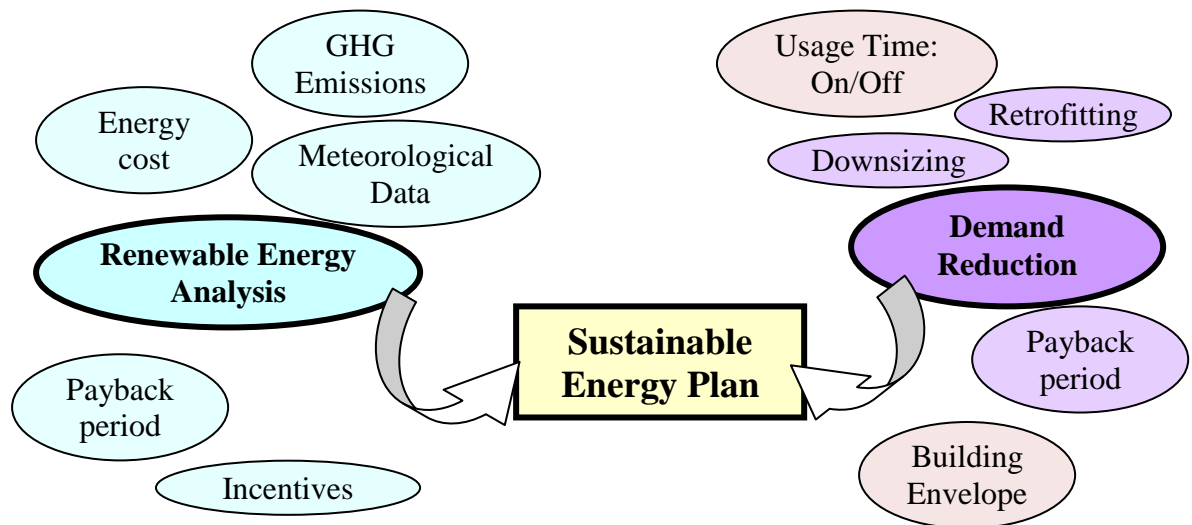 GHG
Emissions
Energy
cost
Meteorological
Data
Renewable Energy
Analysis
Payback
period
Incentives
Sustainable
Energy Plan
Usage Time:
On/Off
Retrofitting
Downsizing
Demand
Reduction
Payback
period
Building
Envelope